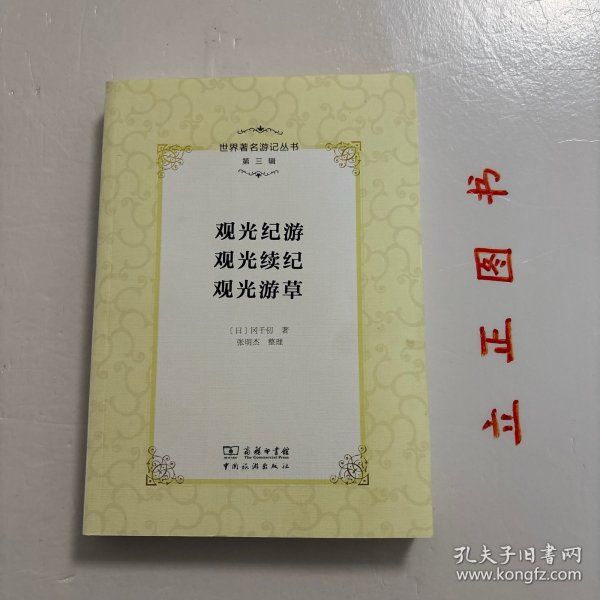 世界著名游记丛书
第三辑
观光纪游
观光续纪
观光游草
［日］冈千仞 著
张明杰 整理
商务印书馆
The Commercial Press
中国旅游出版社
立正图书
孔夫子旧书网
www.kongfz.com